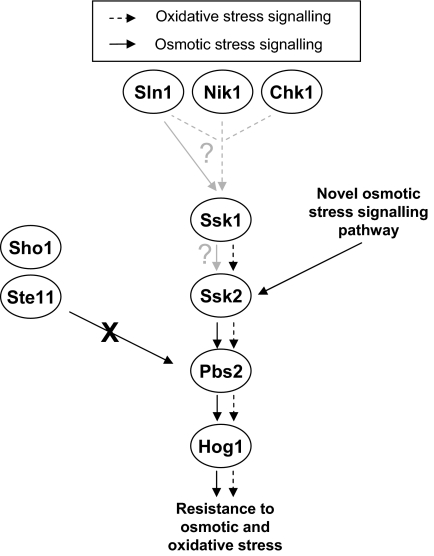 Oxidative stress signalling
Osmotic stress signalling
Sln1 Nik1 Chk1
?
Ssk1
Novel osmotic
stress signalling
pathway
Sho1
?
Ste11
Ssk2
X
Pbs2
Hog1
Resistance to
osmotic and
oxidative stress